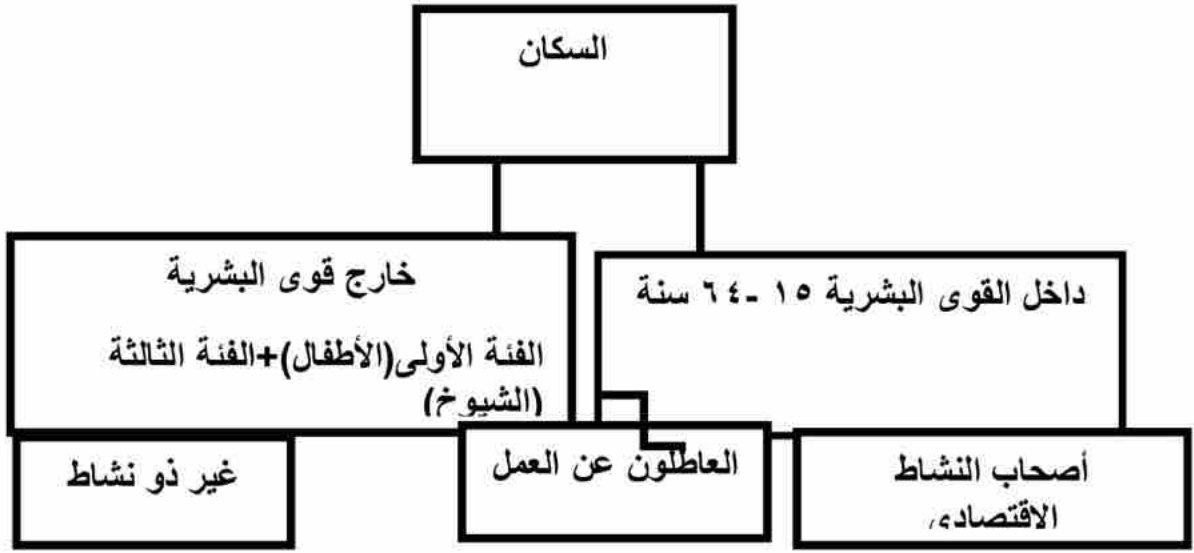 السكان
داخل القوى البشرية ١٥ -٦٤ سنة
خارج قوى البشرية
الفئة الأولى(الأطفال)+الفئة الثالثة
(الشيوخ)
أصحاب النشاط
الاقتصادي
العاطلون عن العمل
غير ذو نشاط